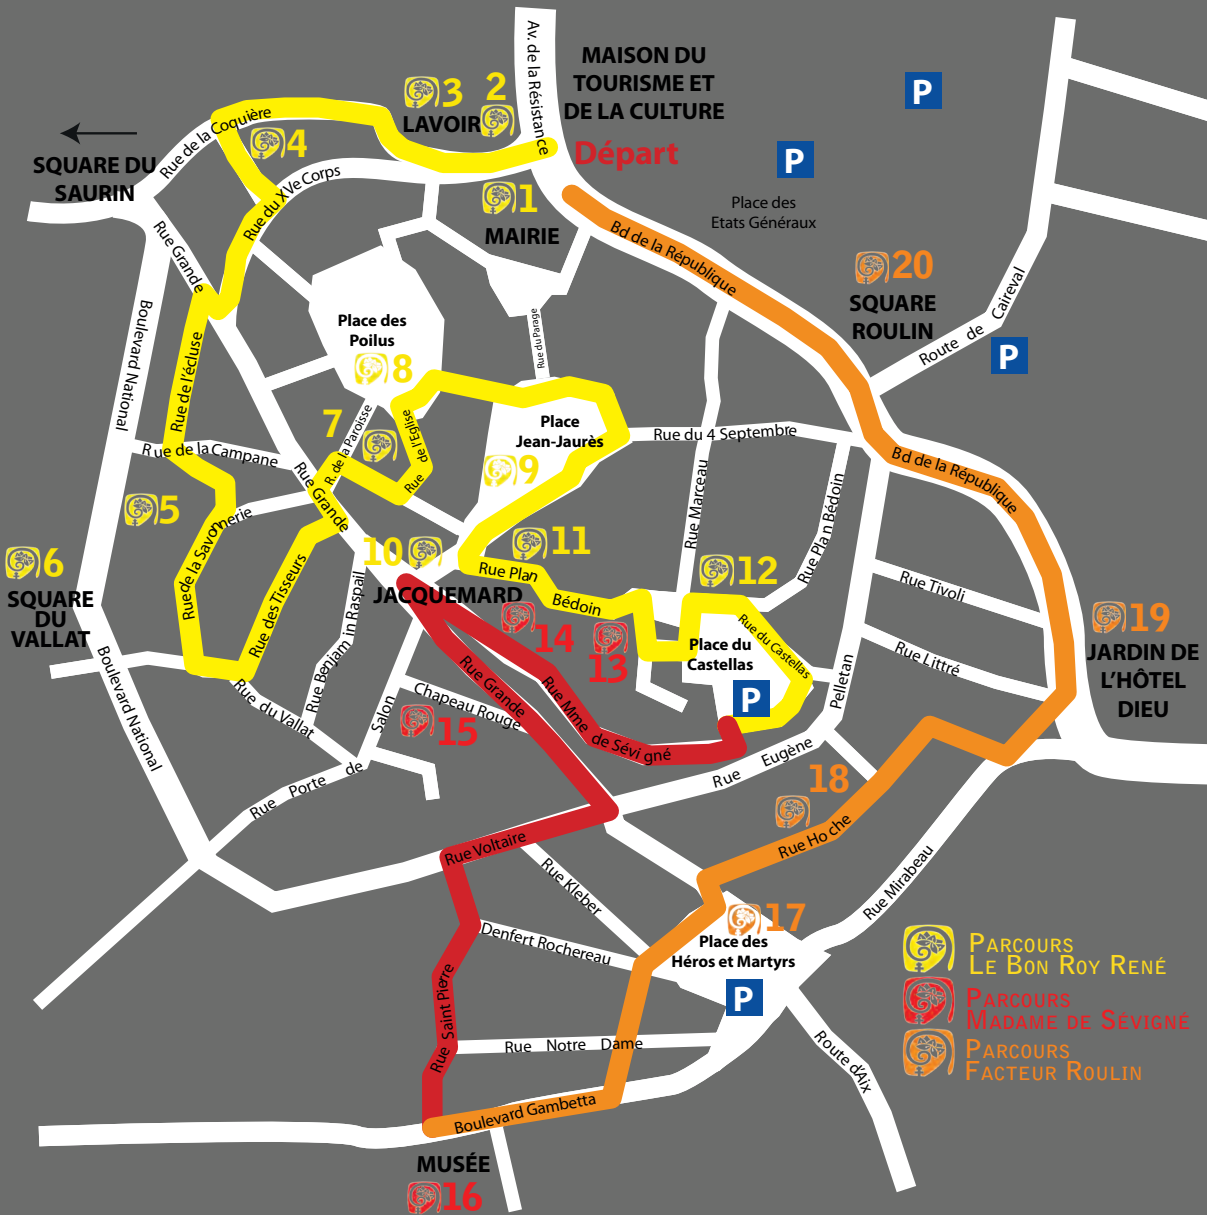 Av. de la Résistance
MAISON DU
TOURISME ET
DE LA CULTURE
P
3
2
LAVOIR
Départ
P
4
Rue de la Coquière
SQUARE DU
SAURIN
Rue du XVe Corps
1
MAIRIE
Place des
Etats Généraux
Bd de la République
20
SQUARE
ROULIN
Route de Caireval
P
Rue Grande
Boulevard National
Place des
Poilus
8
Rue du Parage
Rue de l'écluse
7
R. de la Paroisse
Rue de l'Eglise
Place
Jean-Jaurès
9
Rue du 4 Septembre
Rue de la Campane
Rue Grande
Rue Marceau
Rue Plan Bédoin
Bd de la République
5
Rue de la Savonnerie
6
SQUARE
DU
VALLAT
Rue des Tisseurs
Rue Benjamin Raspail
10
JACQUEMARD
11
Rue Plan
Bédoin
12
Rue du Castellas
Place du
Castellas
P
14
13
Rue Tivoli
Rue Littré
19
JARDIN DE
L'HÔTEL
DIEU
Boulevard National
Rue du Vallat
Rue Porte de Salon
Chapeau Rouge
15
Rue Grande
Rue Mme de Sévigné
Rue Eugène Pelletan
18
Rue Hoche
Rue Voltaire
Rue Kleber
Rue Mirabeau
17
Place des
Héros et Martyrs
P
Denfert Rochereau
Rue Saint Pierre
Rue Notre Dame
Route d'Aix
Boulevard Gambetta
MUSÉE
16
PARCOURS
LE BON ROY RENÉ
PARCOURS
MADAME DE SÉVIGNÉ
PARCOURS
FACTEUR ROULIN